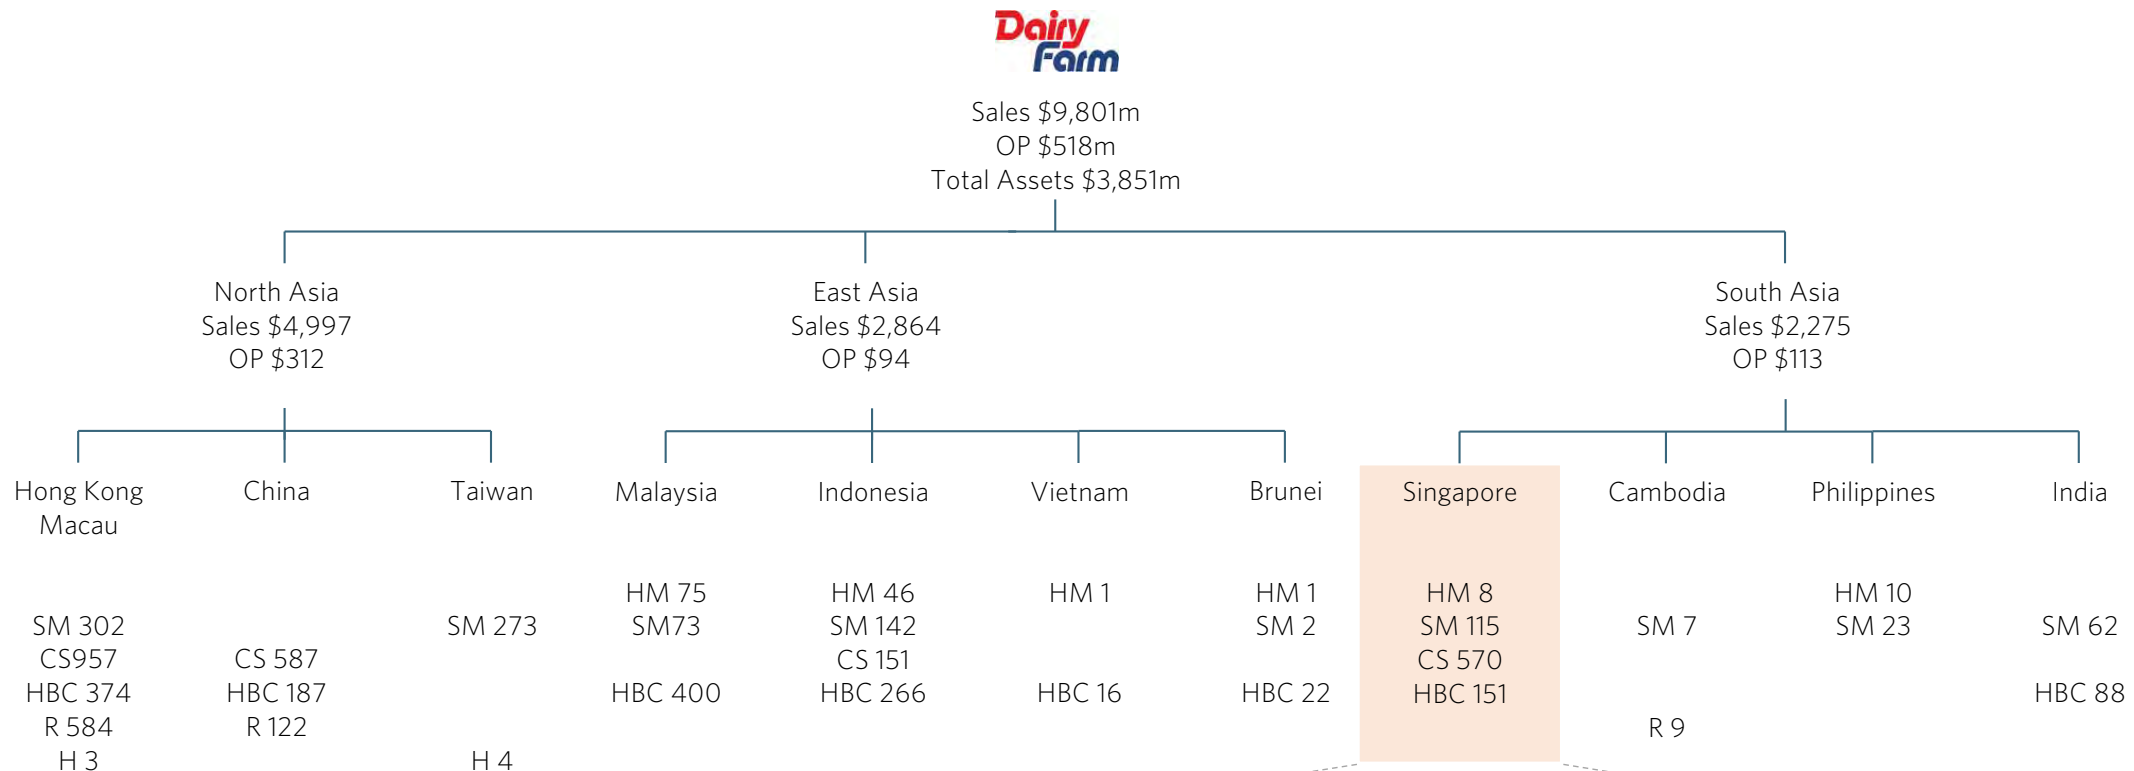 Dairy
Farm
Sales $9,801m
OP $518m
Total Assets $3,851m
North Asia
Sales $4,997
OP $312
East Asia
Sales $2,864
OP $94
South Asia
Sales $2,275
OP $113
Hong Kong
Macau
SM 302
CS957
HBC 374
R 584
H 3
China
CS 587
HBC 187
R 122
Taiwan
SM 273
H 4
Malaysia
HM 75
SM73
HBC 400
Indonesia
HM 46
SM 142
CS 151
HBC 266
Vietnam
HM 1
HBC 16
Brunei
HM 1
SM 2
HBC 22
Singapore
HM 8
SM 115
CS 570
HBC 151
Cambodia
SM 7
R 9
Philippines
HM 10
SM 23
India
SM 62
HBC 88